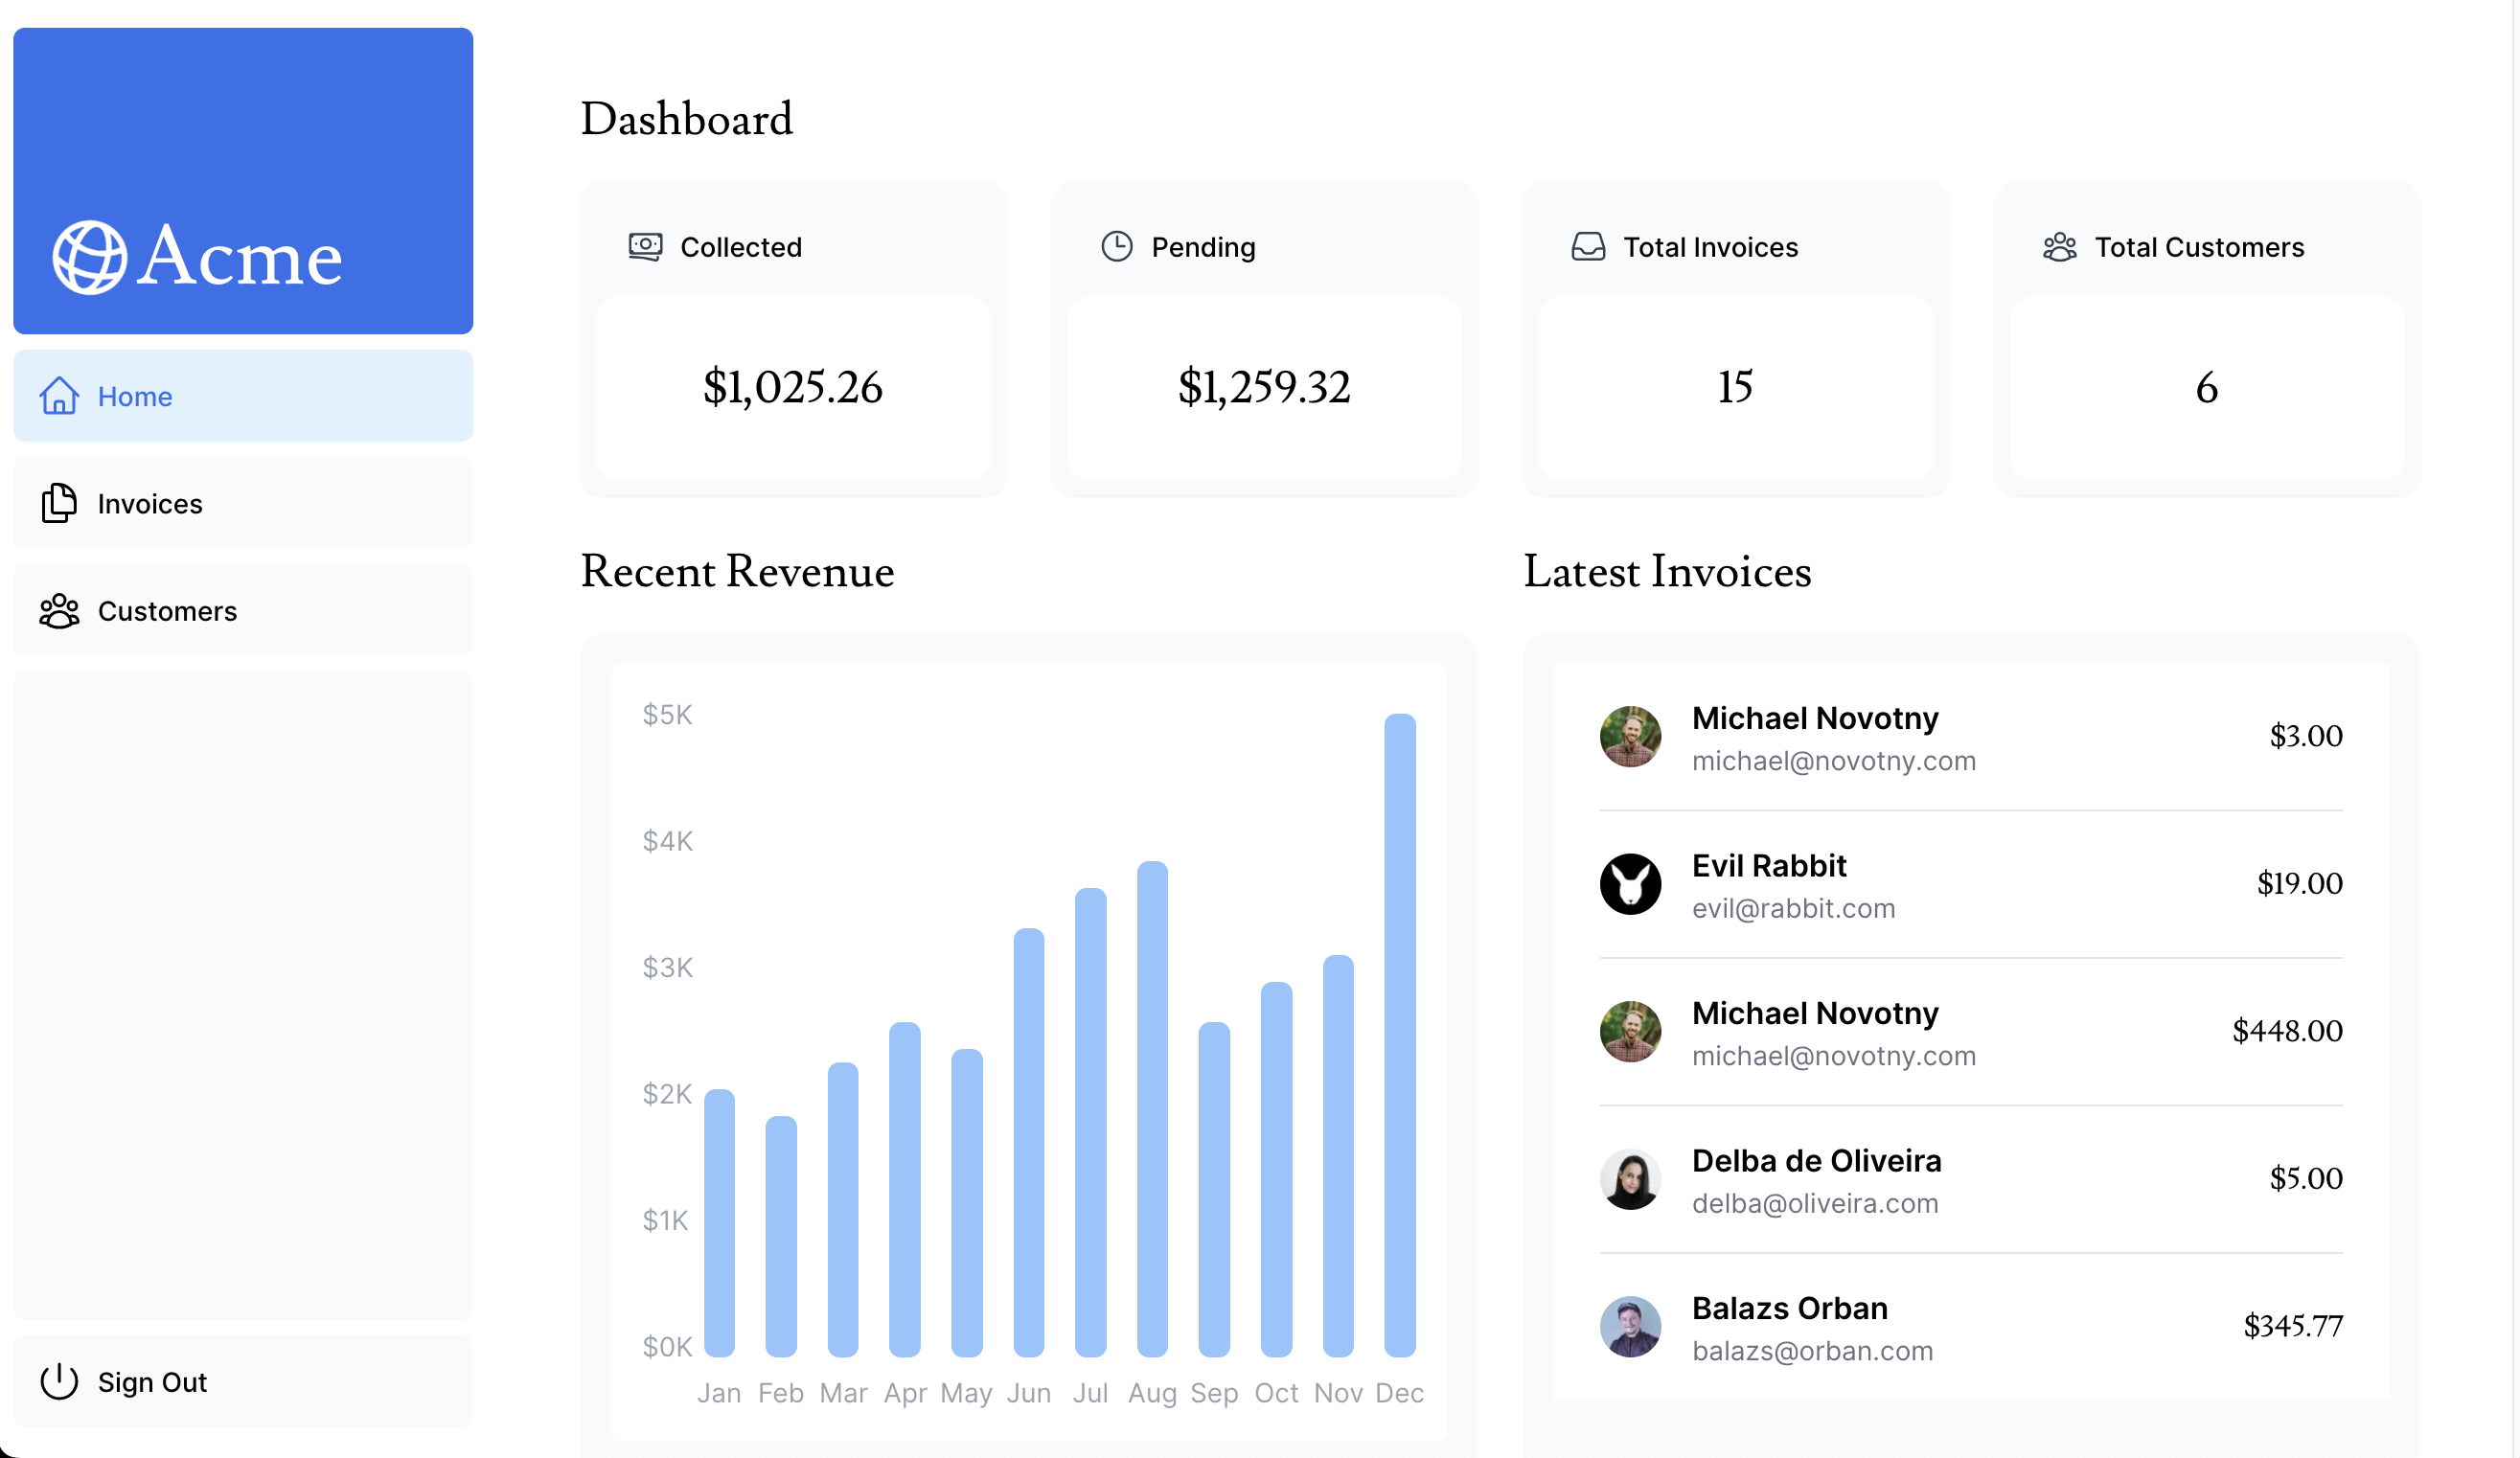 Acme
Home
Invoices
Customers
Sign Out
Dashboard
Collected
$1,025.26
Pending
$1,259.32
Total Invoices
15
Total Customers
6
Recent Revenue
$5K
$4K
$3K
$2K
$1K
$0K
Jan Feb Mar Apr May Jun Jul Aug Sep Oct Nov Dec
Latest Invoices
Michael Novotny
michael@novotny.com
$3.00
Evil Rabbit
evil@rabbit.com
$19.00
Michael Novotny
michael@novotny.com
$448.00
Delba de Oliveira
delba@oliveira.com
$5.00
Balazs Orban
balazs@orban.com
$345.77